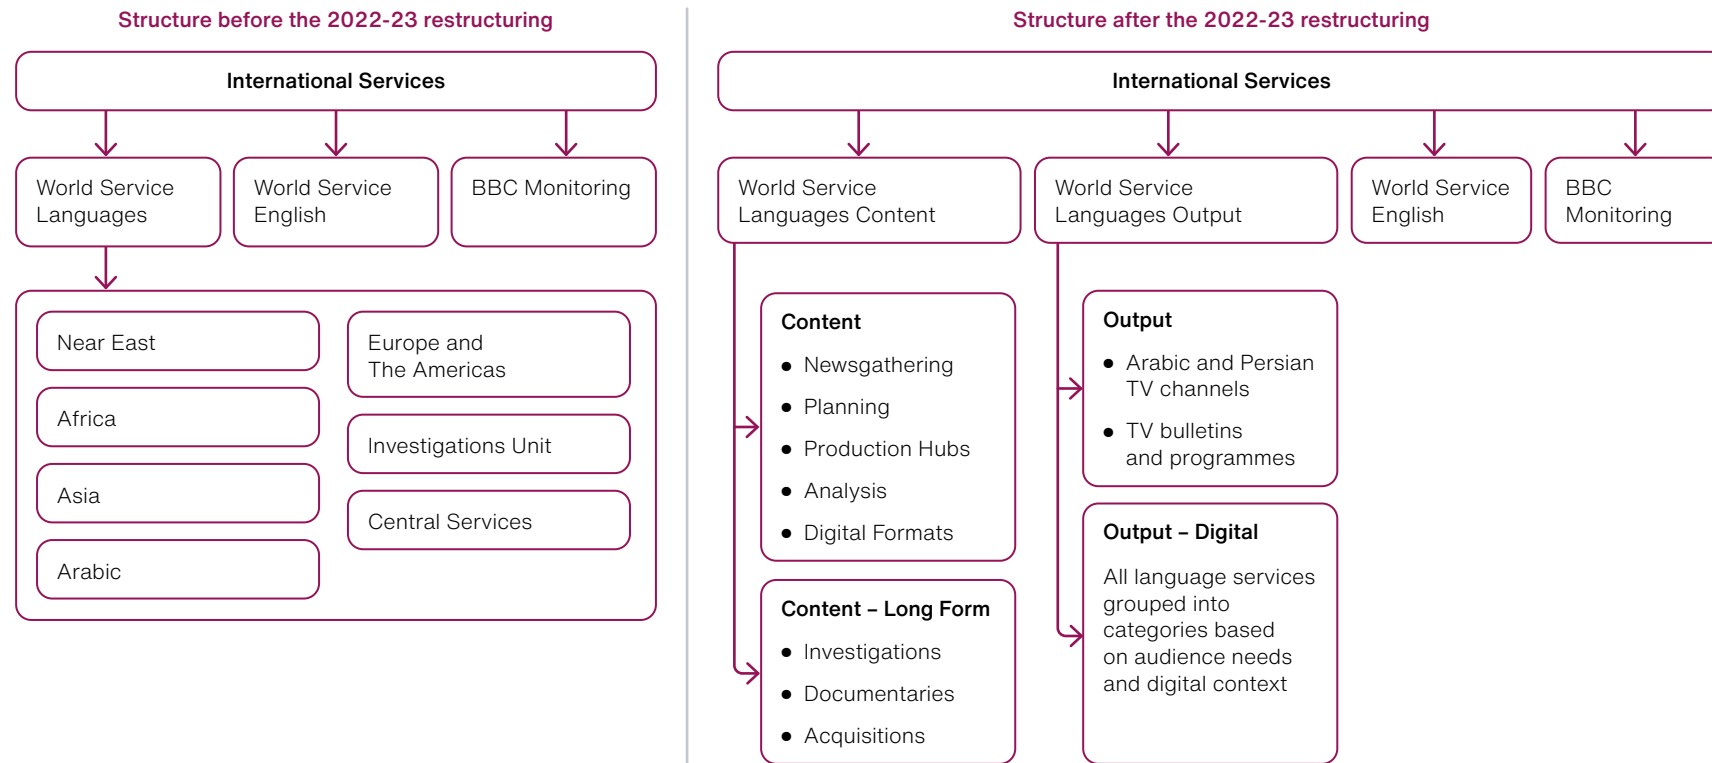 Structure before the 2022-23 restructuring
International Services
World Service
Languages
World Service
English
BBC Monitoring
Near East
Africa
Asia
Arabic
Europe and
The Americas
Investigations Unit
Central Services
Structure after the 2022-23 restructuring
International Services
World Service
Languages Content
World Service
Languages Output
World Service
English
BBC
Monitoring
Content
● Newsgathering
● Planning
● Production Hubs
● Analysis
● Digital Formats
Content – Long Form
● Investigations
● Documentaries
● Acquisitions
Output
● Arabic and Persian
TV channels
● TV bulletins
and programmes
Output – Digital
All language services
grouped into
categories based
on audience needs
and digital context